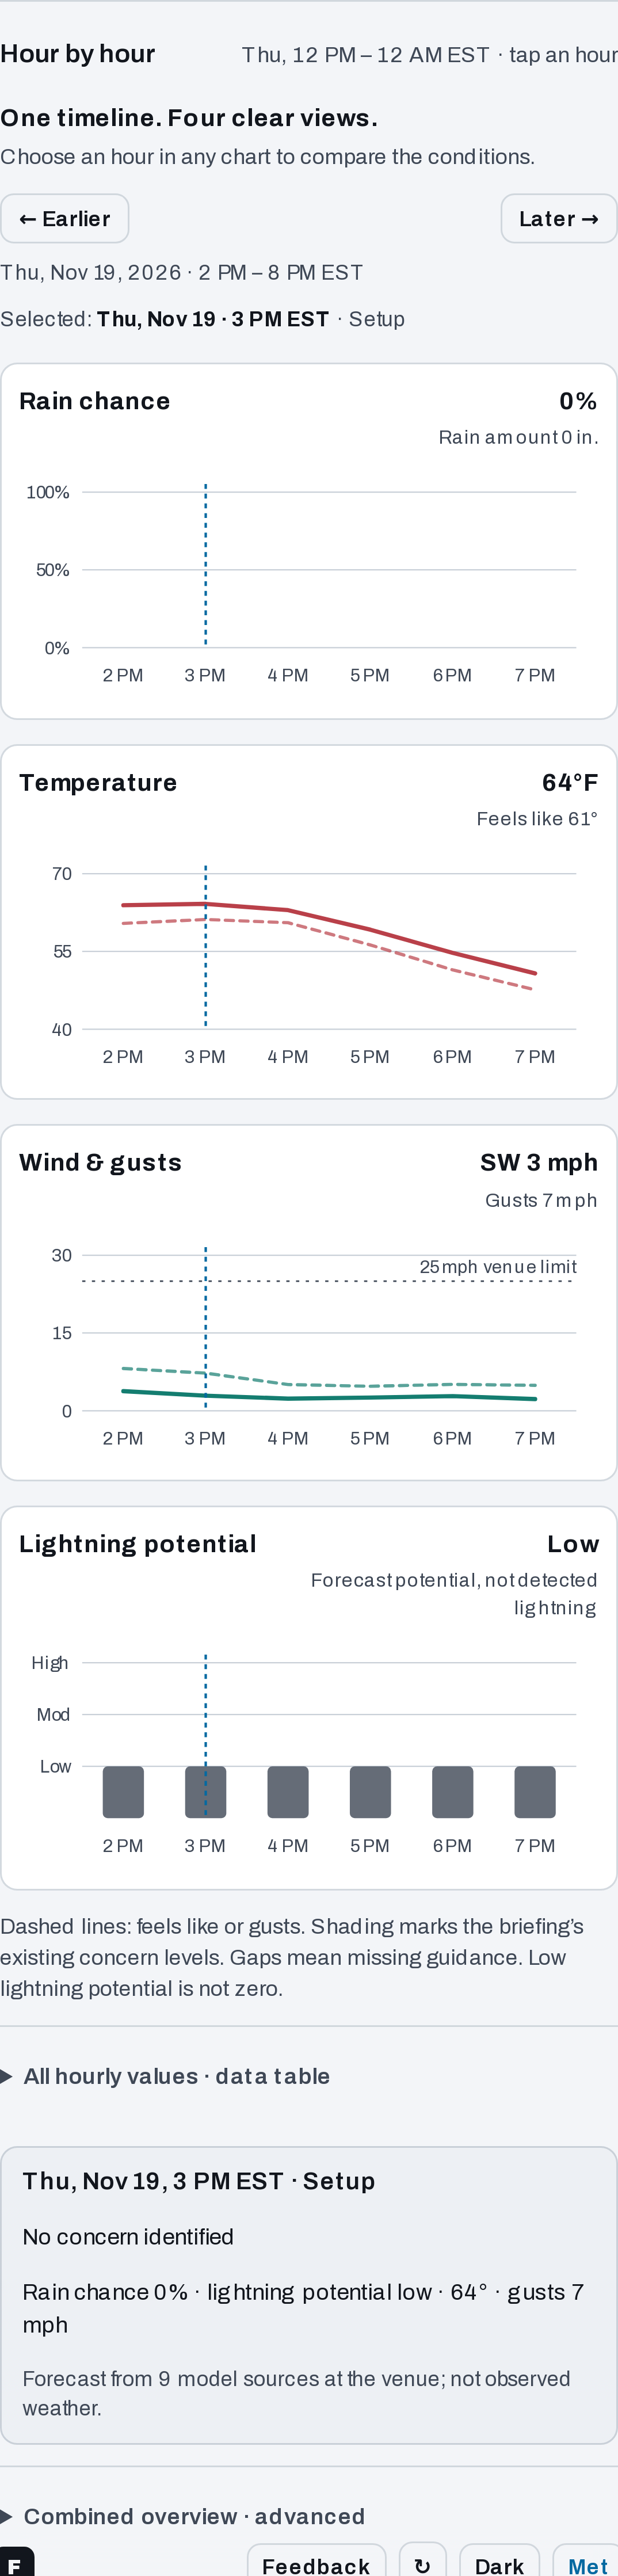 Hour by hour
Thu, 12 PM – 12 AM EST · tap an hour
One timeline. Four clear views.
Choose an hour in any chart to compare the conditions.
← Earlier
Later →
Thu, Nov 19, 2026 · 2 PM – 8 PM EST
Selected: Thu, Nov 19 · 3 PM EST · Setup
Rain chance
0%
Rain amount 0 in.
100%
50%
0%
2 PM 3 PM 4 PM 5 PM 6 PM 7 PM
Temperature
64°F
Feels like 61°
70
55
40
2 PM 3 PM 4 PM 5 PM 6 PM 7 PM
Wind & gusts
SW 3 mph
Gusts 7 mph
30
25 mph venue limit
15
0
2 PM 3 PM 4 PM 5 PM 6 PM 7 PM
Lightning potential
Low
Forecast potential, not detected
lightning
High
Mod
Low
2 PM 3 PM 4 PM 5 PM 6 PM 7 PM
Dashed lines: feels like or gusts. Shading marks the briefing’s
existing concern levels. Gaps mean missing guidance. Low
lightning potential is not zero.
▶ All hourly values · data table
Thu, Nov 19, 3 PM EST · Setup
No concern identified
Rain chance 0% · lightning potential low · 64° · gusts 7
mph
Forecast from 9 model sources at the venue; not observed
weather.
▶ Combined overview · advanced
F
Feedback
↻
Dark
Met